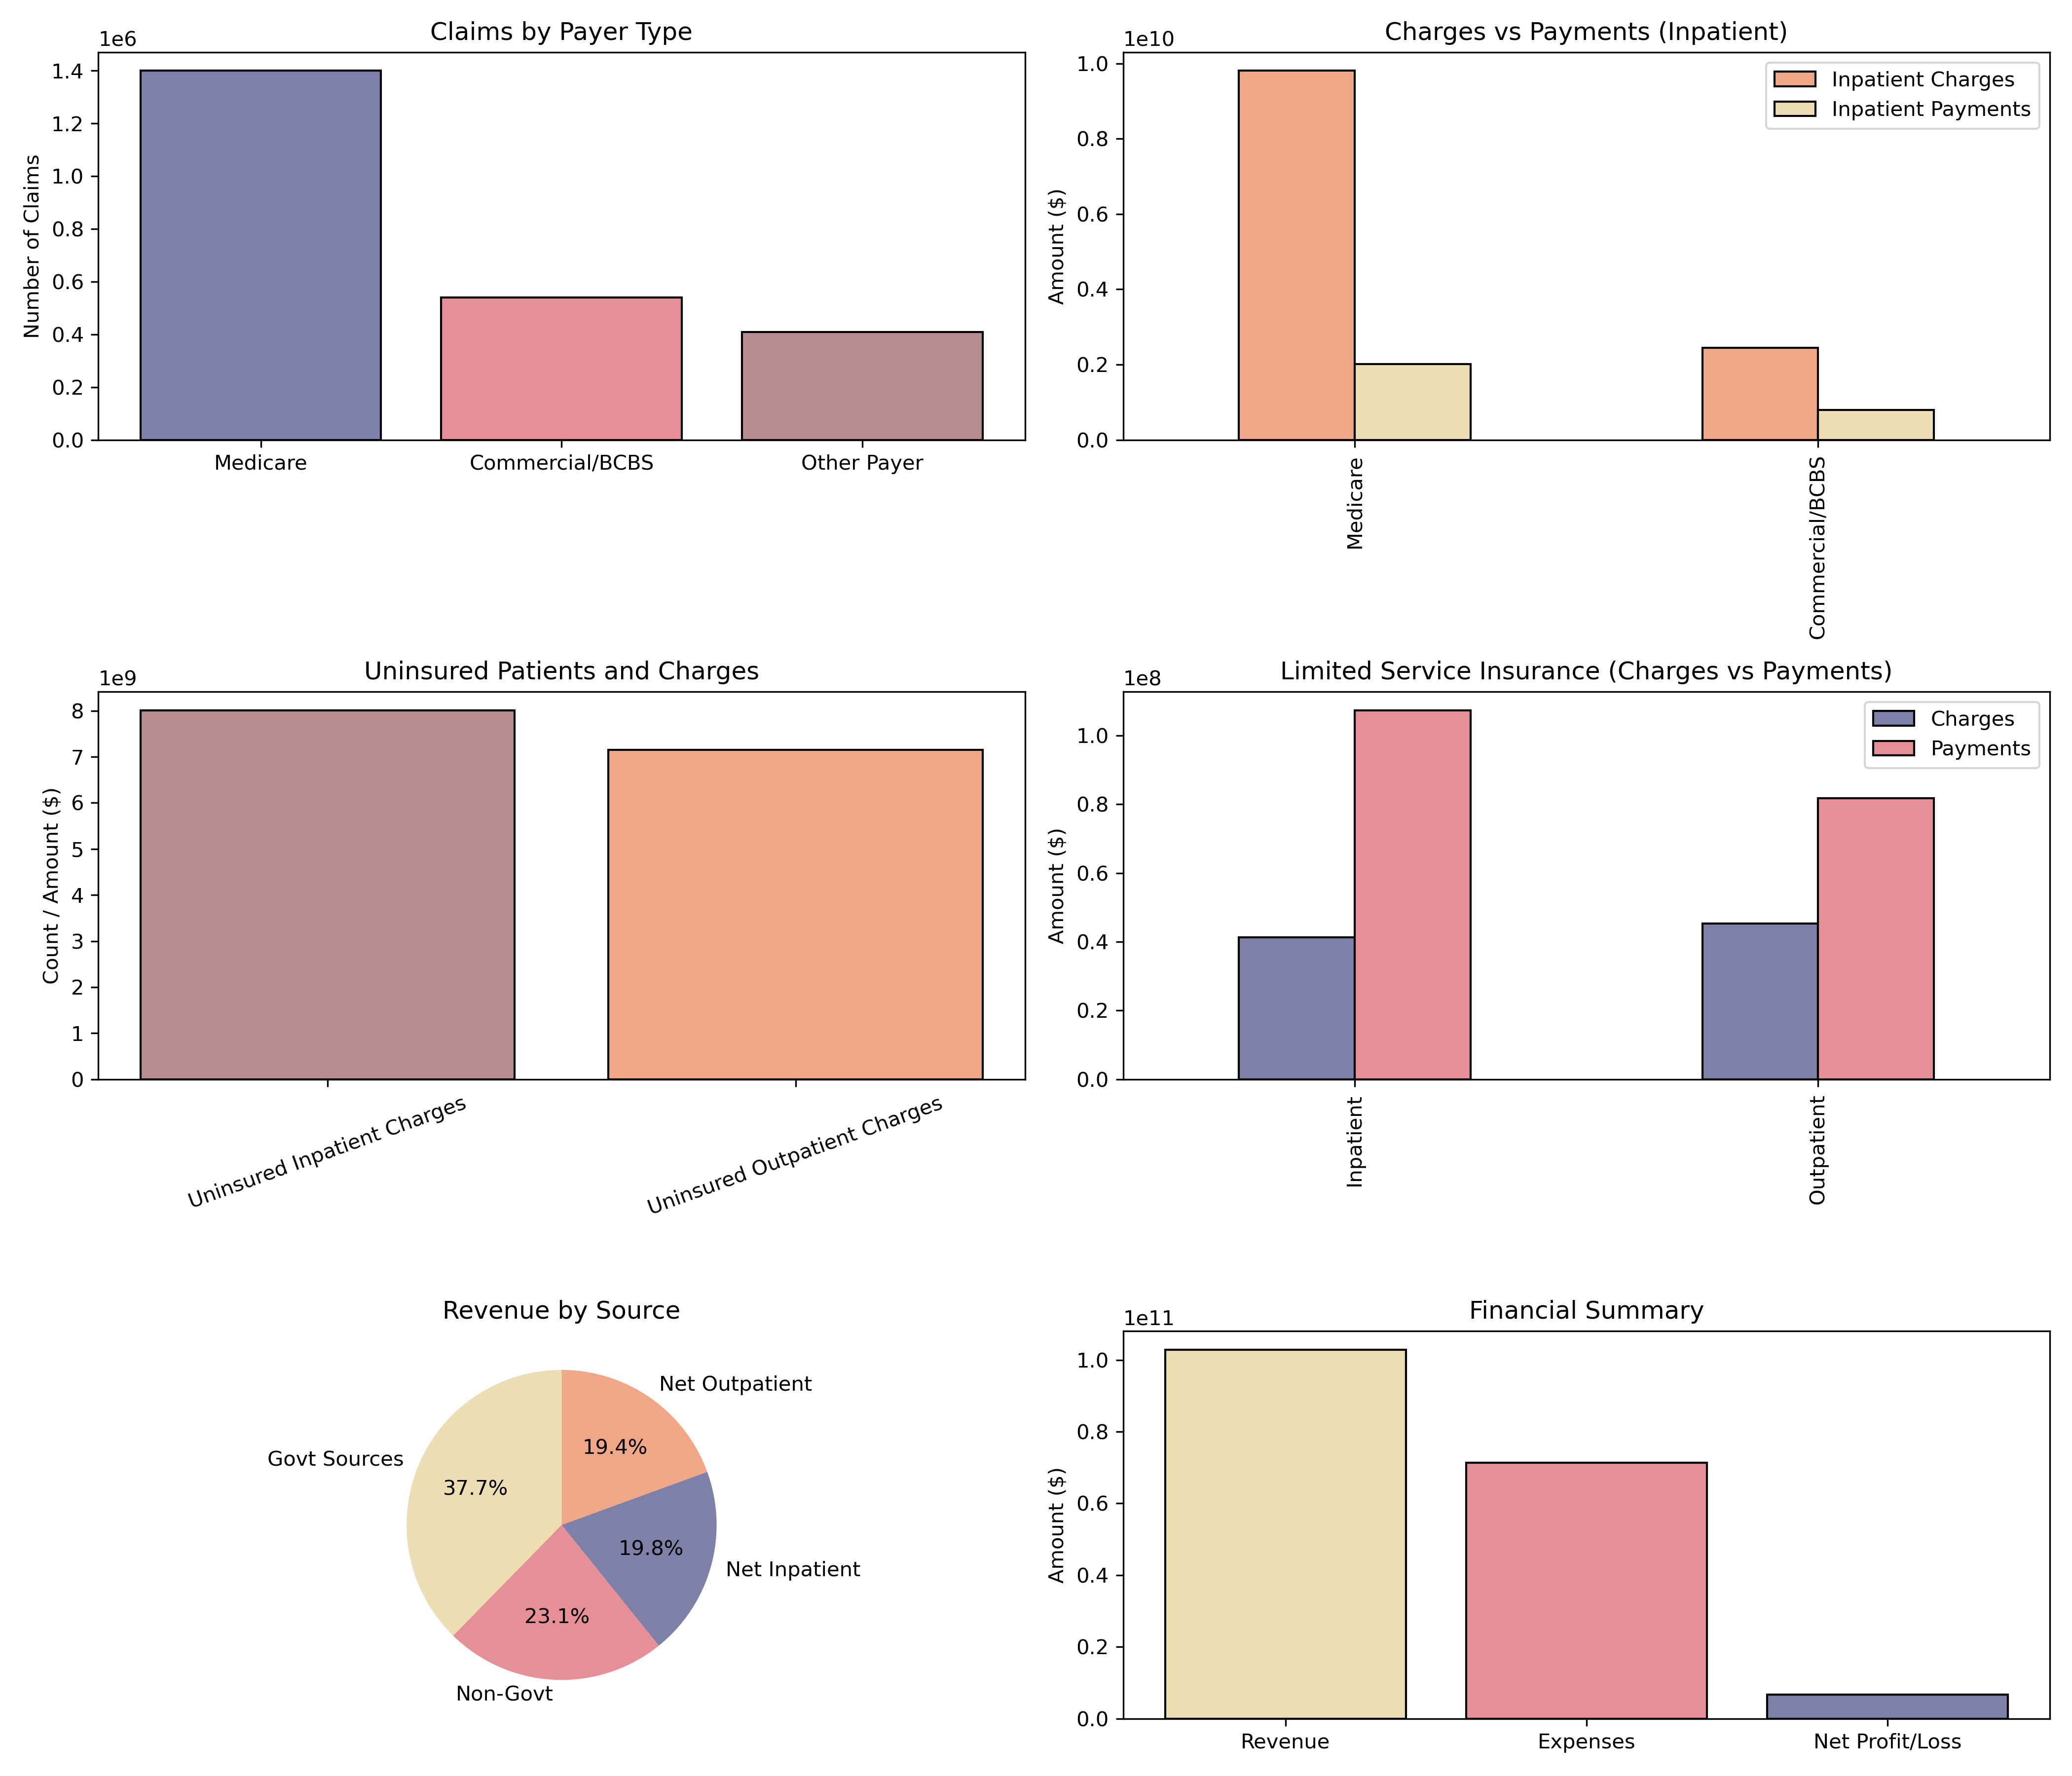 Claims by Payer Type
1e6
Number of Claims
1.4
1.2
1.0
0.8
0.6
0.4
0.2
0.0
Medicare
Commercial/BCBS
Other Payer
Charges vs Payments (Inpatient)
1e10
Amount ($)
1.0
0.8
0.6
0.4
0.2
0.0
Inpatient Charges
Inpatient Payments
Medicare
Commercial/BCBS
Uninsured Patients and Charges
1e9
Count / Amount ($)
8
7
6
5
4
3
2
1
0
Uninsured Inpatient Charges
Uninsured Outpatient Charges
Limited Service Insurance (Charges vs Payments)
1e8
Amount ($)
1.0
0.8
0.6
0.4
0.2
0.0
Charges
Payments
Inpatient
Outpatient
Revenue by Source
Net Outpatient
19.4%
Govt Sources
37.7%
19.8%
Net Inpatient
23.1%
Non-Govt
Financial Summary
1e11
Amount ($)
1.0
0.8
0.6
0.4
0.2
0.0
Revenue
Expenses
Net Profit/Loss